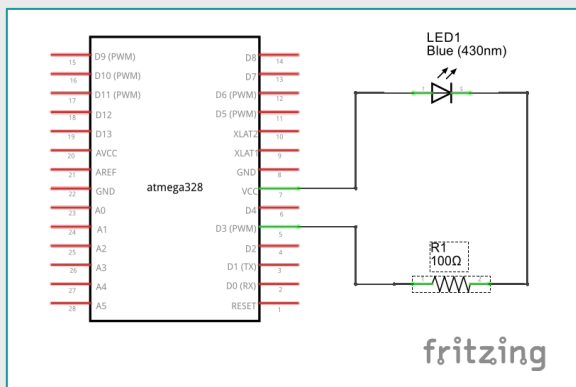 LED1
Blue (430nm)
D9 (PWM)
15
D10 (PWM)
16
D11 (PWM)
17
D12
18
D13
19
AVCC
20
AREF
21
GND
22
A0
23
A1
24
A2
25
A3
26
A4
27
A5
28
atmega328
D8
14
D7
13
D6 (PWM)
12
D5 (PWM)
11
XLAT2
10
XLAT1
9
GND
8
VCC
7
D4
6
D3 (PWM)
5
D2
4
D1 (TX)
3
D0 (RX)
2
RESET
1
R1
100Ω
fritzing